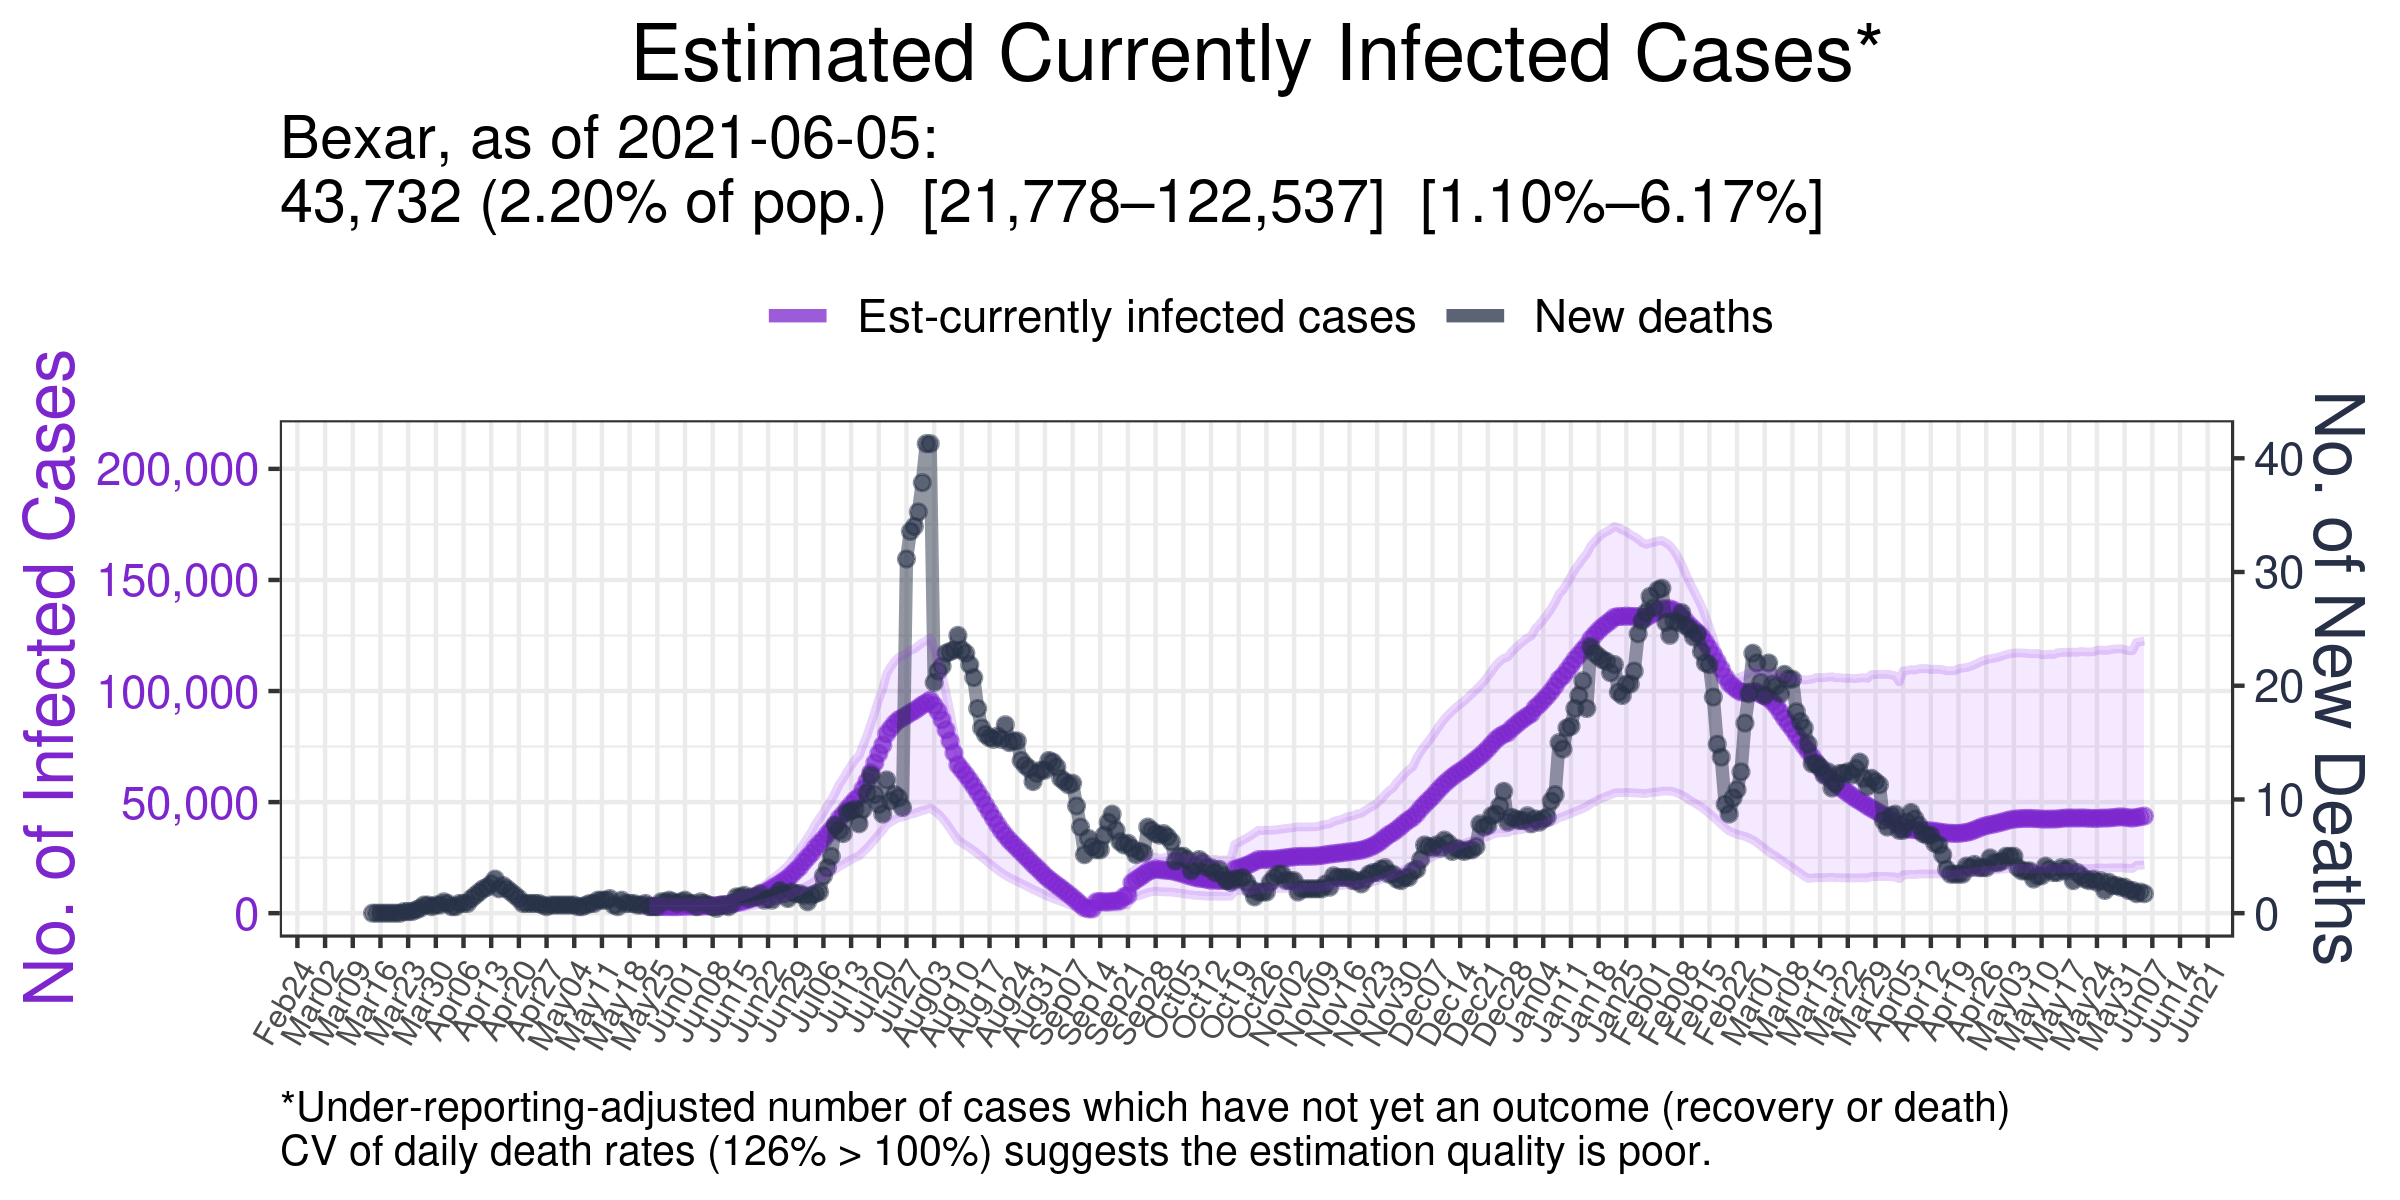 Estimated Currently Infected Cases*
Bexar, as of 2021-06-05:
43,732 (2.20% of pop.) [21,778–122,537] [1.10%–6.17%]
Est-currently infected cases New deaths
No. of Infected Cases
200,000
150,000
100,000
50,000
0
40
30
20
10
0
No. of New Deaths
Feb24 Mar02 Mar09 Mar16 Mar23 Mar30 Apr06 Apr13 Apr20 Apr27 May04 May11 May18 May25 Jun01 Jun08 Jun15 Jun22 Jun29 Jul06 Jul13 Jul20 Jul27 Aug03 Aug10 Aug17 Aug24 Aug31 Sep07 Sep14 Sep21 Sep28 Oct05 Oct12 Oct19 Oct26 Nov02 Nov09 Nov16 Nov23 Nov30 Dec07 Dec14 Dec21 Dec28 Jan04 Jan11 Jan18 Jan25 Feb01 Feb08 Feb15 Feb22 Mar01 Mar08 Mar15 Mar22 Mar29 Apr05 Apr12 Apr19 Apr26 May03 May10 May17 May24 May31 Jun07 Jun14 Jun21
*Under-reporting-adjusted number of cases which have not yet an outcome (recovery or death)
CV of daily death rates (126% > 100%) suggests the estimation quality is poor.